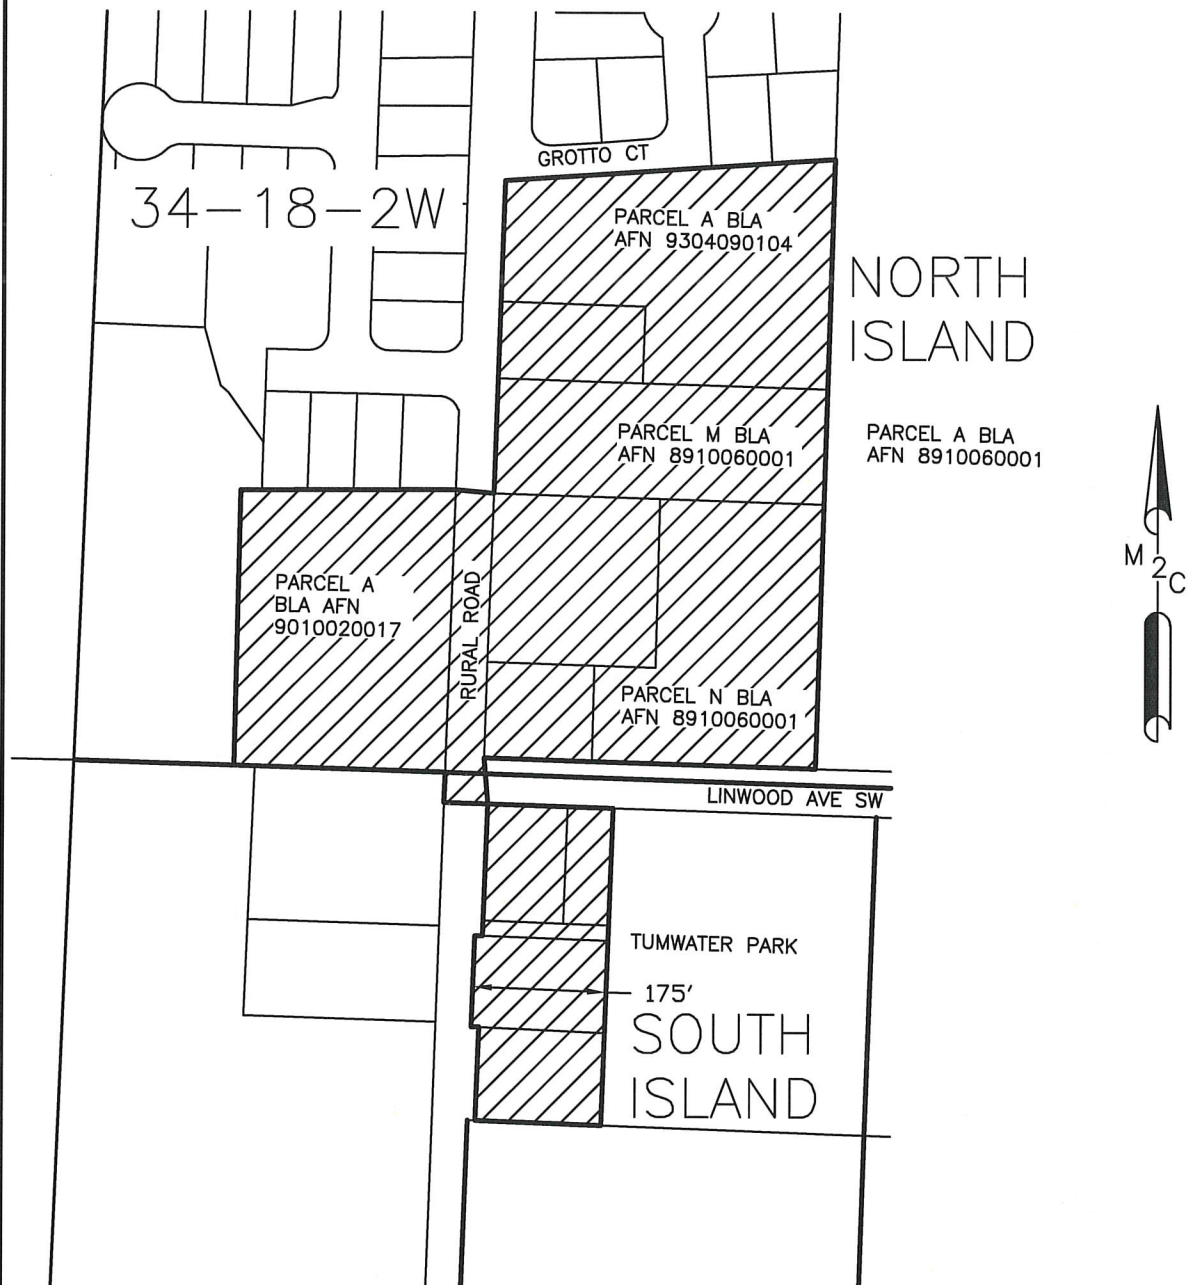 GROTTO CT
34-18-2W
PARCEL A BLA
AFN 9304090104
NORTH
ISLAND
PARCEL M BLA
AFN 8910060001
PARCEL A BLA
AFN 8910060001
M 2 C
PARCEL A
BLA AFN
9010020017
RURAL ROAD
PARCEL N BLA
AFN 8910060001
LINWOOD AVE SW
TUMWATER PARK
175'
SOUTH
ISLAND